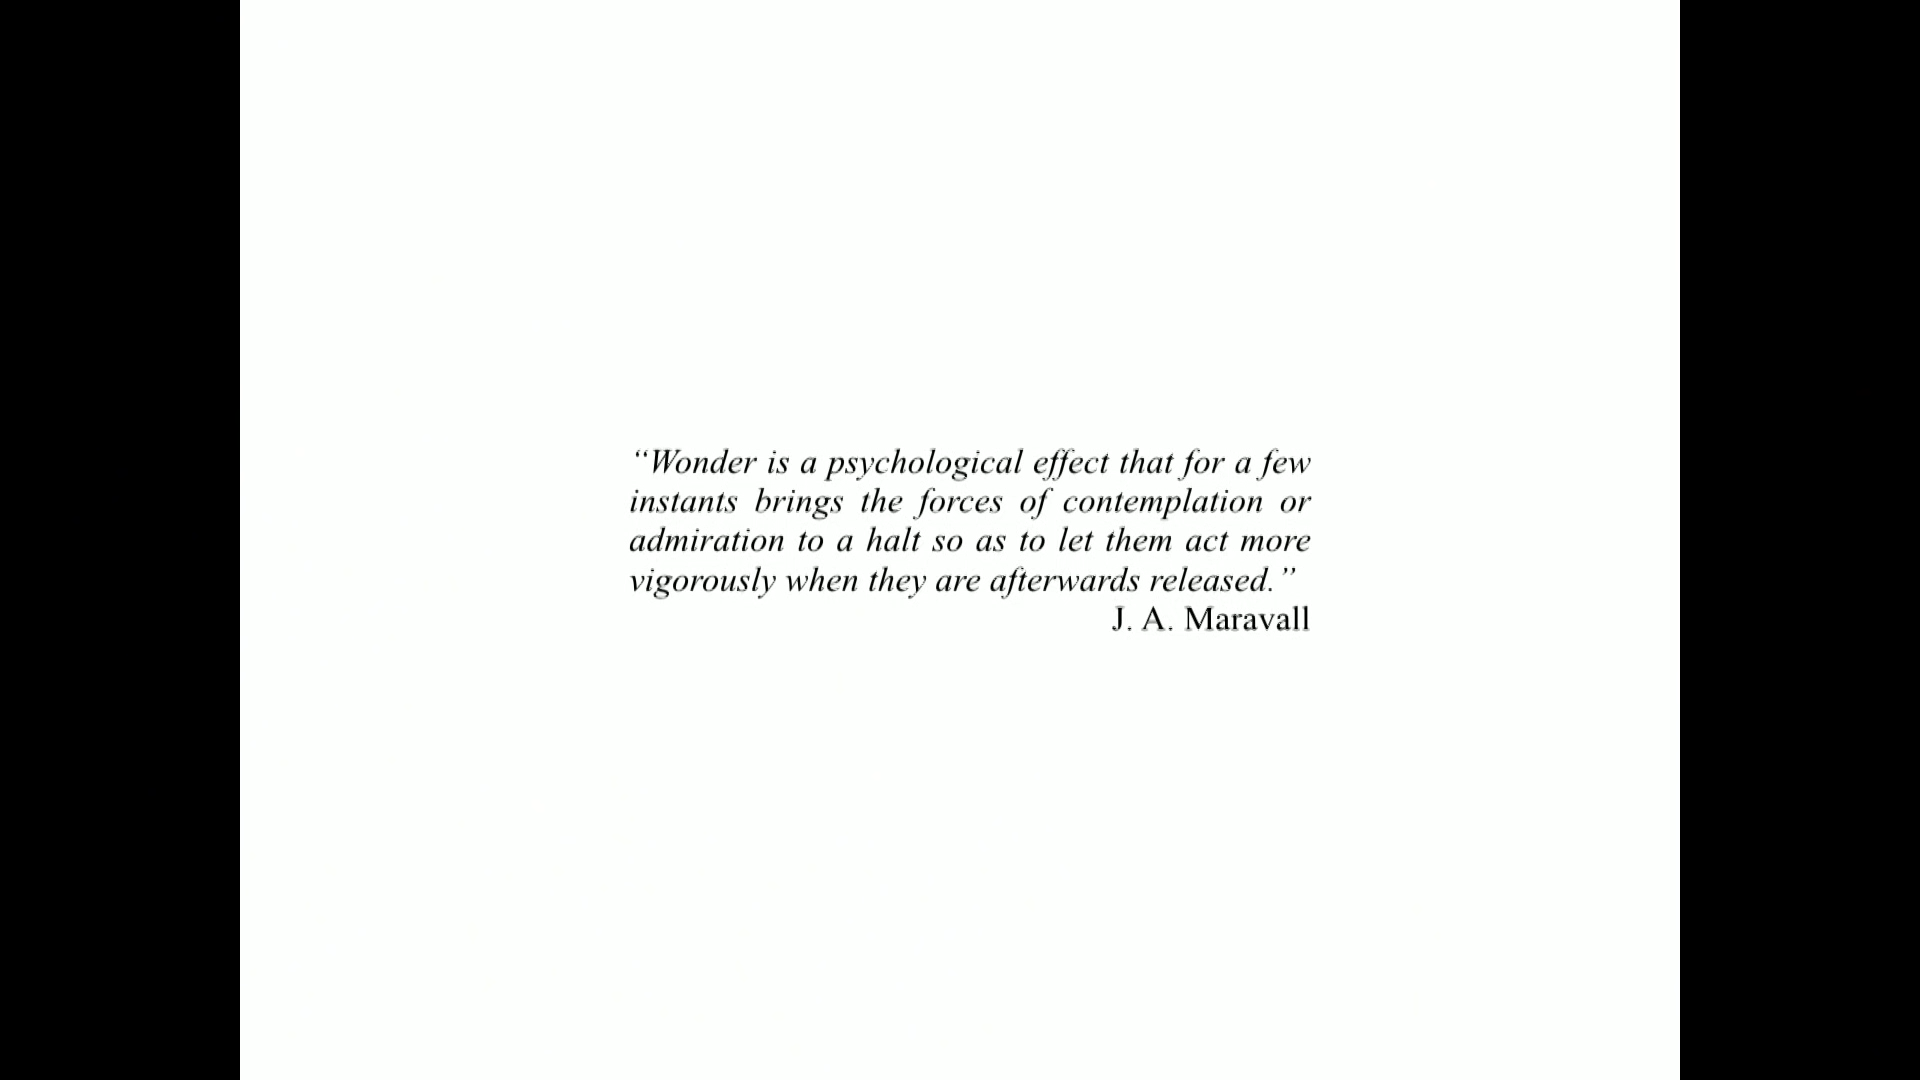 “Wonder is a psychological effect that for a few
instants brings the forces of contemplation or
admiration to a halt so as to let them act more
vigorously when they are afterwards released.”
J. A. Maravall